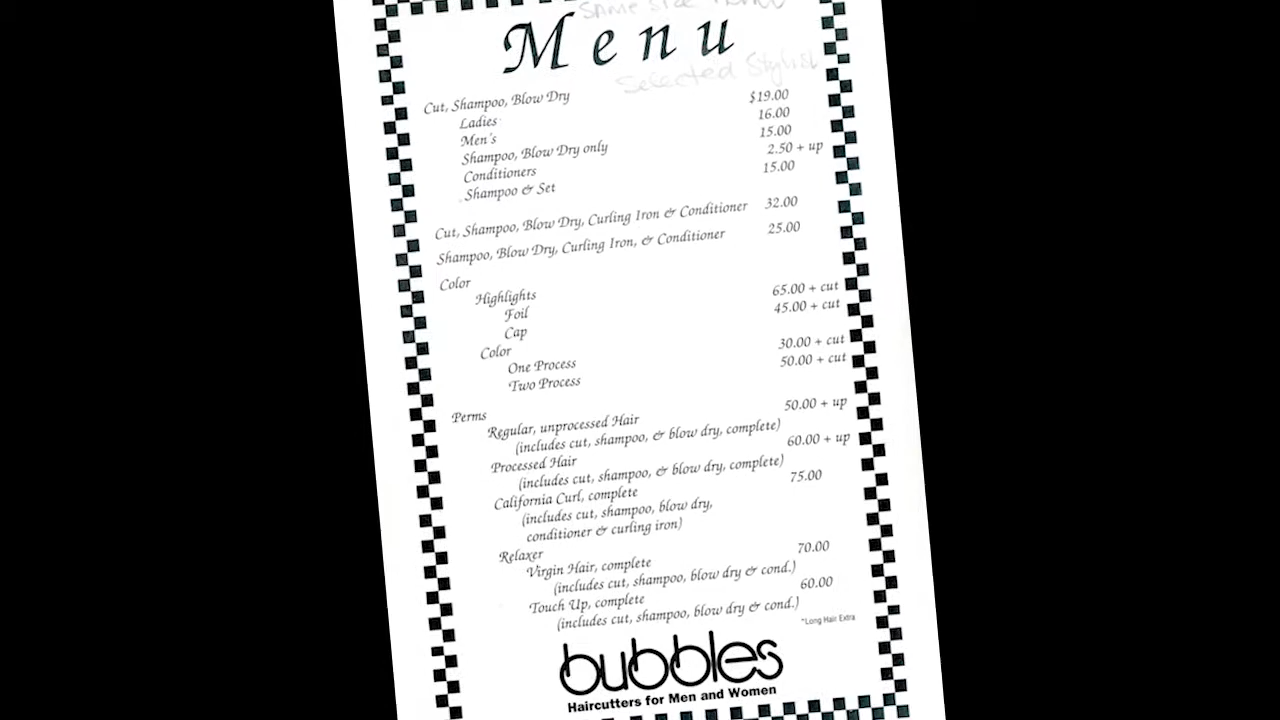 Same side
Menu
Selected Stylist
Cut, Shampoo, Blow Dry
Ladies $19.00
Men's 16.00
Shampoo, Blow Dry only 15.00
Conditioners 2.50 + up
Shampoo & Set 15.00
Cut, Shampoo, Blow Dry, Curling Iron & Conditioner 32.00
Shampoo, Blow Dry, Curling Iron, & Conditioner 25.00
Color
Highlights
Foil 65.00 + cut
Cap 45.00 + cut
Color
One Process 30.00 + cut
Two Process 50.00 + cut
Perms
Regular, unprocessed Hair 50.00 + up
(includes cut, shampoo, & blow dry, complete)
Processed Hair 60.00 + up
(includes cut, shampoo, & blow dry, complete)
California Curl, complete 75.00
(includes cut, shampoo, blow dry,
conditioner & curling iron)
Relaxer
Virgin Hair, complete 70.00
(includes cut, shampoo, blow dry & cond.)
Touch Up, complete 60.00
(includes cut, shampoo, blow dry & cond.)
*Long Hair Extra
bubbles
Haircutters for Men and Women